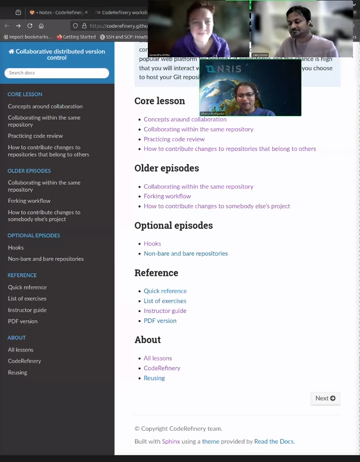 Notes - CodeRefiner
CodeRefinery worksh
https://coderefinery.g
Import bookmarks...
Getting Started
SSH and SCP: Howt
Collaborative distributed version
control
Search docs
CORE LESSON
Concepts around collaboration
Collaborating within the same
repository
Practicing code review
How to contribute changes to
repositories that belong to others
OLDER EPISODES
Collaborating within the same
repository
Forking workflow
How to contribute changes to
somebody else's project
OPTIONAL EPISODES
Hooks
Non-bare and bare repositories
REFERENCE
Quick reference
List of exercises
Instructor guide
PDF version
ABOUT
All lessons
CodeRefinery
Reusing
popular web platform
that you will interact
to host your Git repos
is high
you choose
NRIS
Core lesson
• Concepts around collaboration
• Collaborating within the same repository
• Practicing code review
• How to contribute changes to repositories that belong to others
Older episodes
• Collaborating within the same repository
• Forking workflow
• How to contribute changes to somebody else's project
Optional episodes
• Hooks
• Non-bare and bare repositories
Reference
• Quick reference
• List of exercises
• Instructor guide
• PDF version
About
• All lessons
• CodeRefinery
• Reusing
Next
© Copyright CodeRefinery team.
Built with Sphinx using a theme provided by Read the Docs.